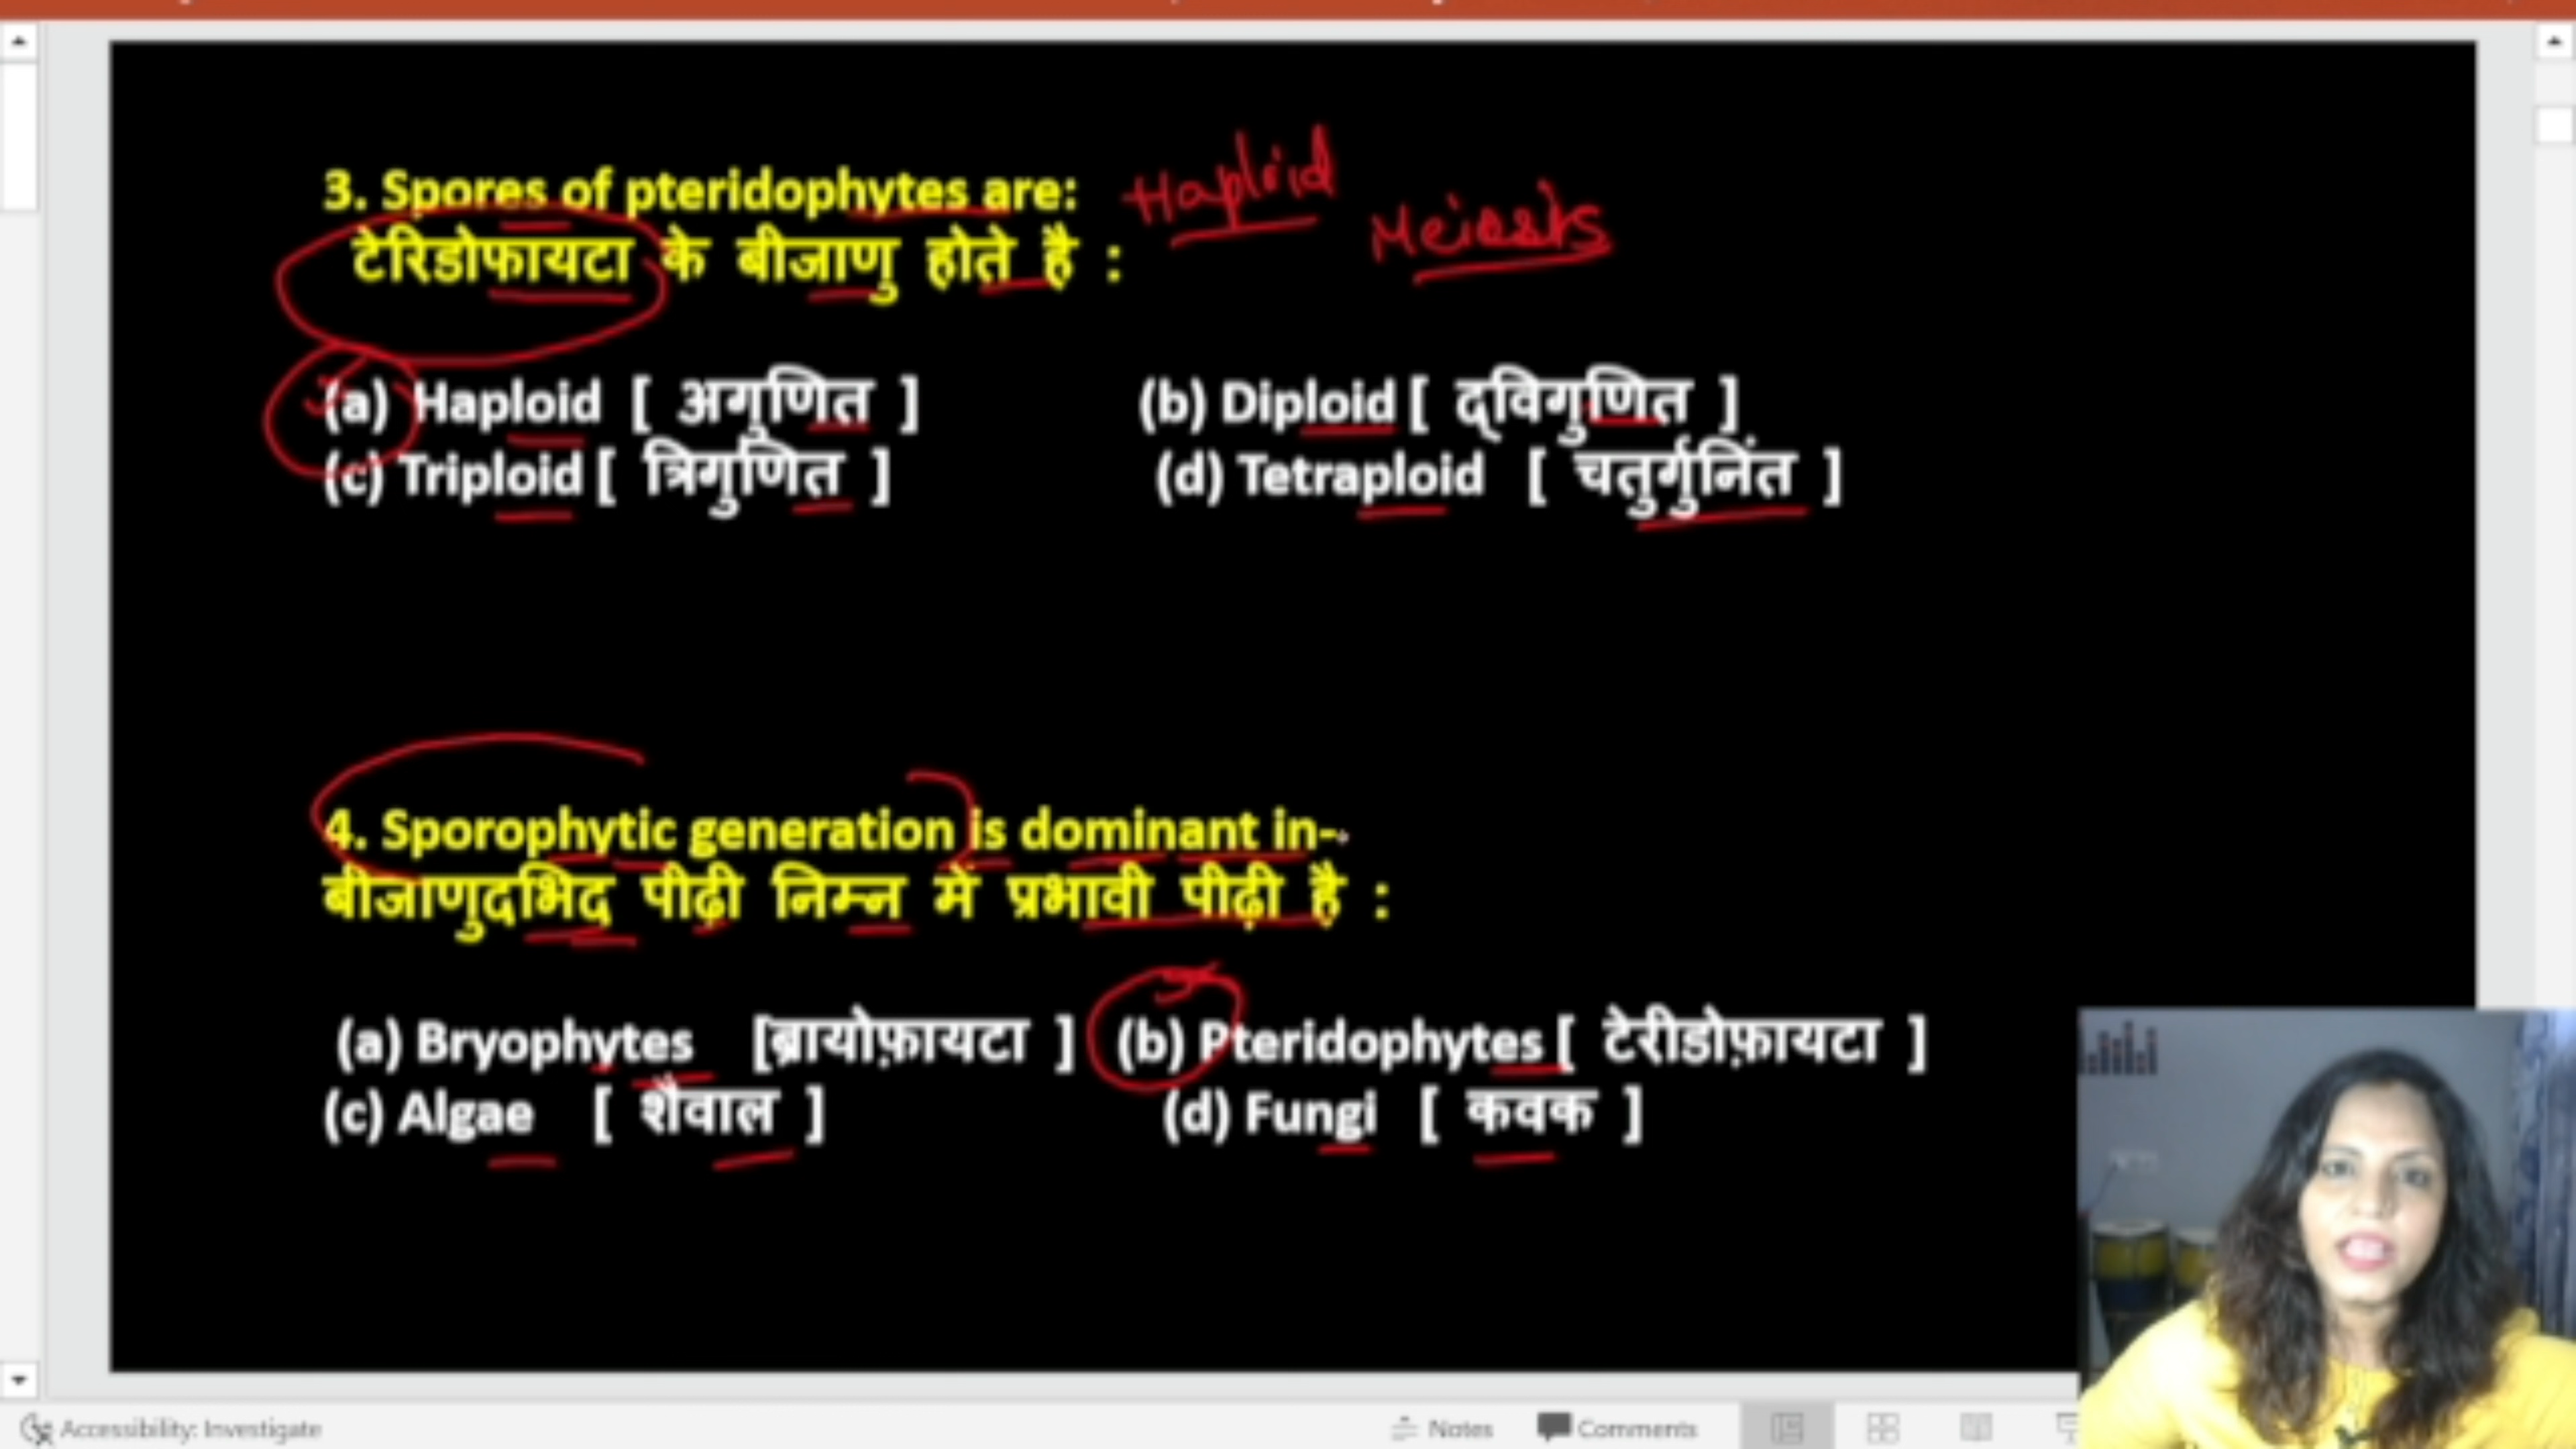 3. Spores of pteridophytes are: Haploid
Meiosis
टेरिडोफायटा के बीजाणु होते है :
(a) Haploid [ अगुणित ] (b) Diploid [ द्विगुणित ]
(c) Triploid [ त्रिगुणित ] (d) Tetraploid [ चतुर्गुनिंत ]
4. Sporophytic generation is dominant in-
बीजाणुदभिद पीढ़ी निम्न में प्रभावी पीढ़ी है :
(a) Bryophytes [ब्रायोफ़ायटा ] (b) Pteridophytes [ टेरीडोफ़ायटा ]
(c) Algae [ शैवाल ] (d) Fungi [ कवक ]
Accessibility: Investigate Notes Comments